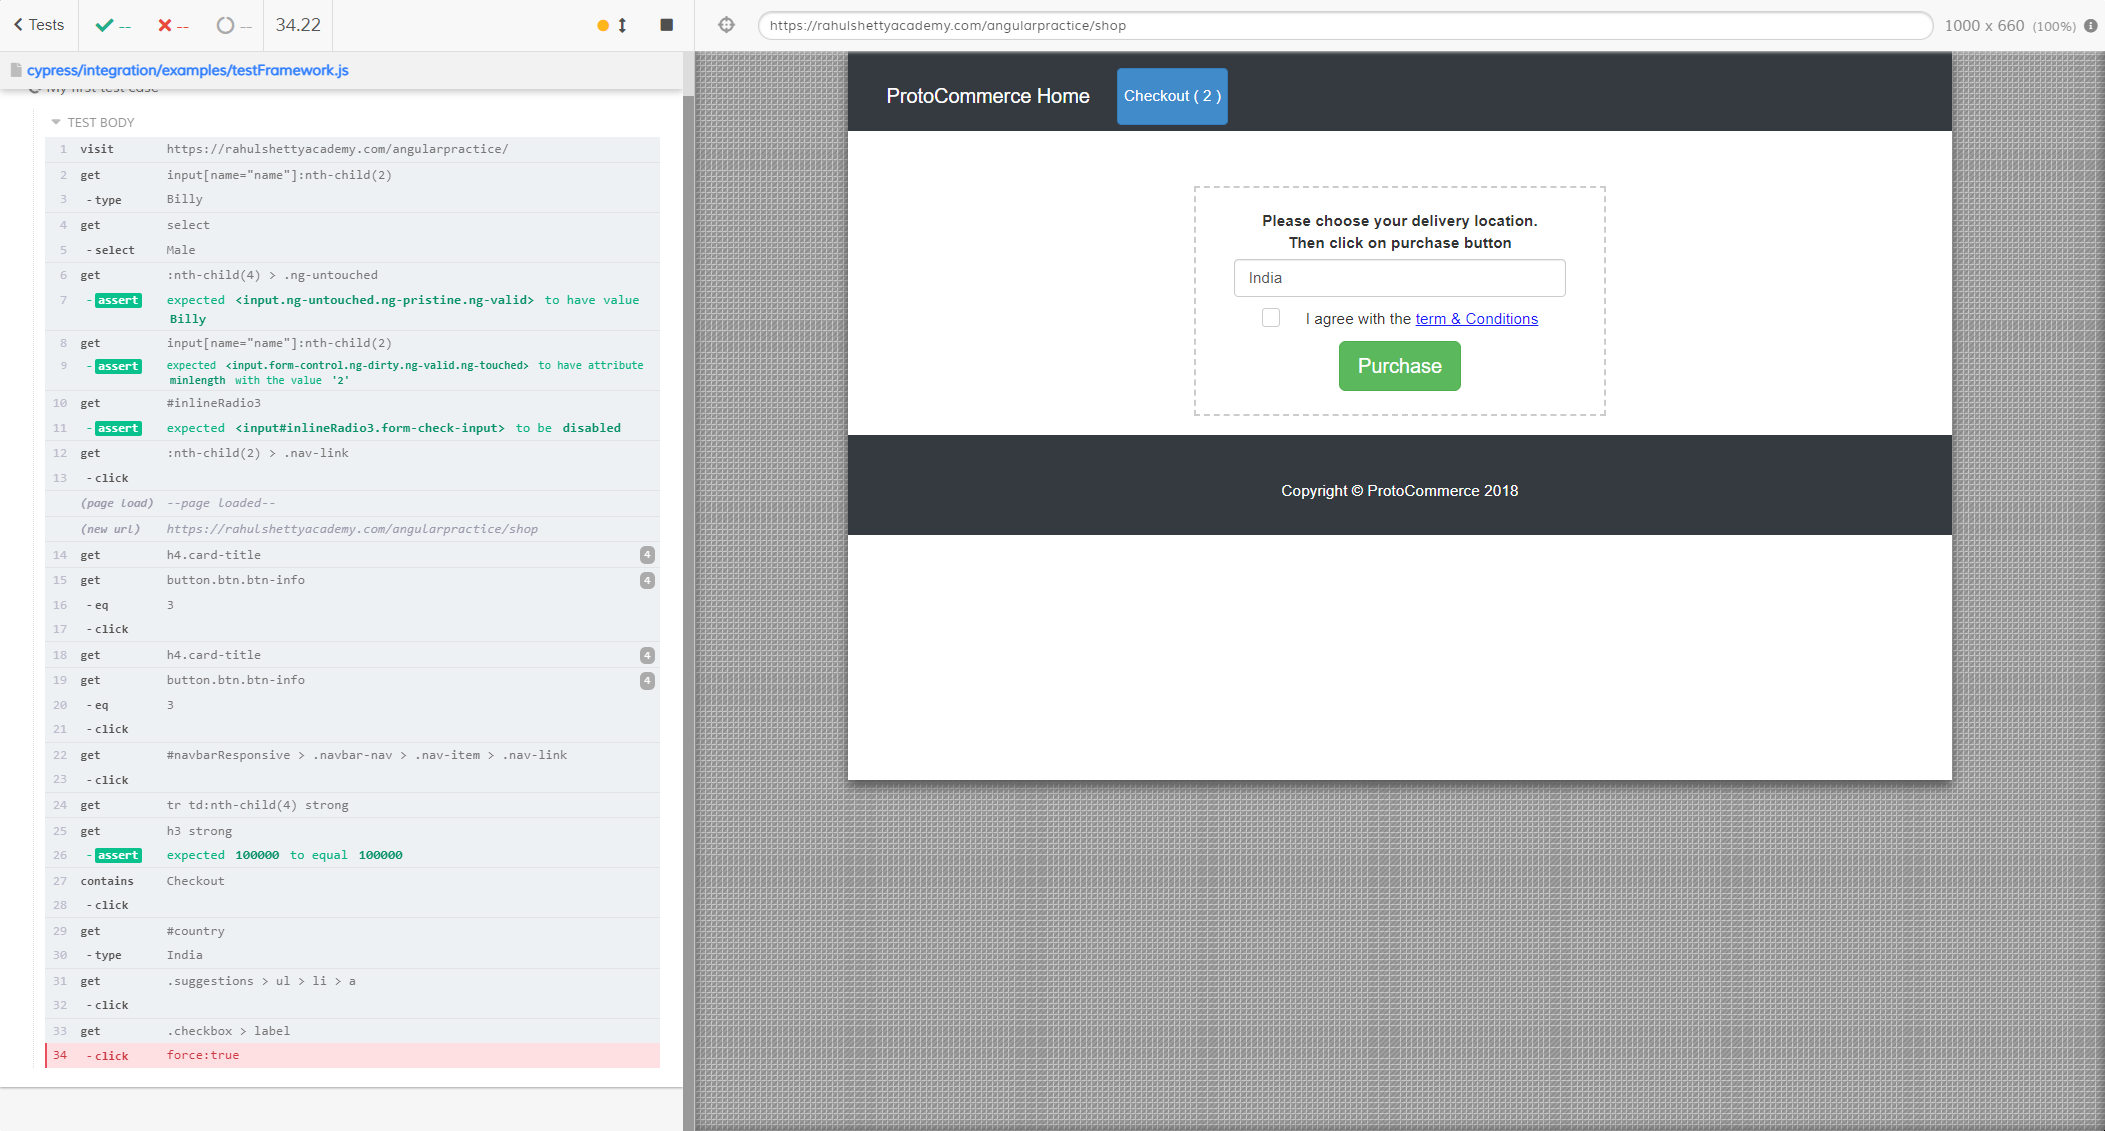 Tests -- -- -- 34.22
cypress/integration/examples/testFramework.js
My first test case
TEST BODY
1 visit https://rahulshettyacademy.com/angularpractice/
2 get input[name="name"]:nth-child(2)
3 -type Billy
4 get select
5 -select Male
6 get :nth-child(4) > .ng-untouched
7 -assert expected <input.ng-untouched.ng-pristine.ng-valid> to have value
Billy
8 get input[name="name"]:nth-child(2)
9 -assert expected <input.form-control.ng-dirty.ng-valid.ng-touched> to have attribute
minlength with the value '2'
10 get #inlineRadio3
11 -assert expected <input#inlineRadio3.form-check-input> to be disabled
12 get :nth-child(2) > .nav-link
13 -click
(page load) --page loaded--
(new url) https://rahulshettyacademy.com/angularpractice/shop
14 get h4.card-title 4
15 get button.btn.btn-info 4
16 -eq 3
17 -click
18 get h4.card-title 4
19 get button.btn.btn-info 4
20 -eq 3
21 -click
22 get #navbarResponsive > .navbar-nav > .nav-item > .nav-link
23 -click
24 get tr td:nth-child(4) strong
25 get h3 strong
26 -assert expected 100000 to equal 100000
27 contains Checkout
28 -click
29 get #country
30 -type India
31 get .suggestions > ul > li > a
32 -click
33 get .checkbox > label
34 -click force:true
https://rahulshettyacademy.com/angularpractice/shop 1000 x 660 (100%)
ProtoCommerce Home Checkout ( 2 )
Please choose your delivery location.
Then click on purchase button
India
I agree with the term & Conditions
Purchase
Copyright © ProtoCommerce 2018